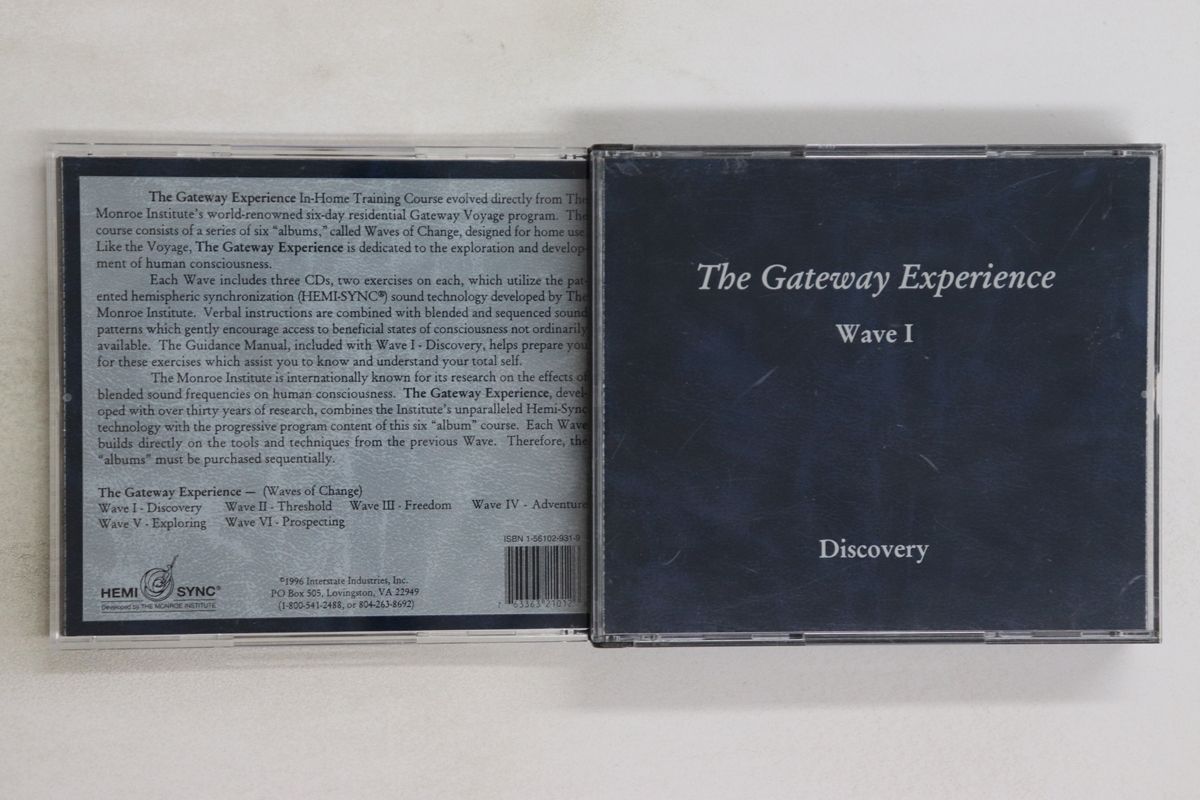 The Gateway Experience In-Home Training Course evolved directly from The
Monroe Institute's world-renowned six-day residential Gateway Voyage program. The
course consists of a series of six "albums," called Waves of Change, designed for home use.
Like the Voyage, The Gateway Experience is dedicated to the exploration and develop-
ment of human consciousness.
Each Wave includes three CDs, two exercises on each, which utilize the pat-
ented hemispheric synchronization (HEMI-SYNC®) sound technology developed by The
Monroe Institute. Verbal instructions are combined with blended and sequenced sound
patterns which gently encourage access to beneficial states of consciousness not ordinarily
available. The Guidance Manual, included with Wave I - Discovery, helps prepare you
for these exercises which assist you to know and understand your total self.
The Monroe Institute is internationally known for its research on the effects of
blended sound frequencies on human consciousness. The Gateway Experience, devel-
oped with over thirty years of research, combines the Institute's unparalleled Hemi-Sync
technology with the progressive program content of this six "album" course. Each Wave
builds directly on the tools and techniques from the previous Wave. Therefore, the
"albums" must be purchased sequentially.
The Gateway Experience — (Waves of Change)
Wave I - Discovery Wave II - Threshold Wave III - Freedom Wave IV - Adventure
Wave V - Exploring Wave VI - Prospecting
ISBN 1-56102-931-9
HEMI SYNC®
Developed by THE MONROE INSTITUTE
©1996 Interstate Industries, Inc.
PO Box 505, Lovingston, VA 22949
(1-800-541-2488, or 804-263-8692)
7 63363 21012
The Gateway Experience
Wave I
Discovery